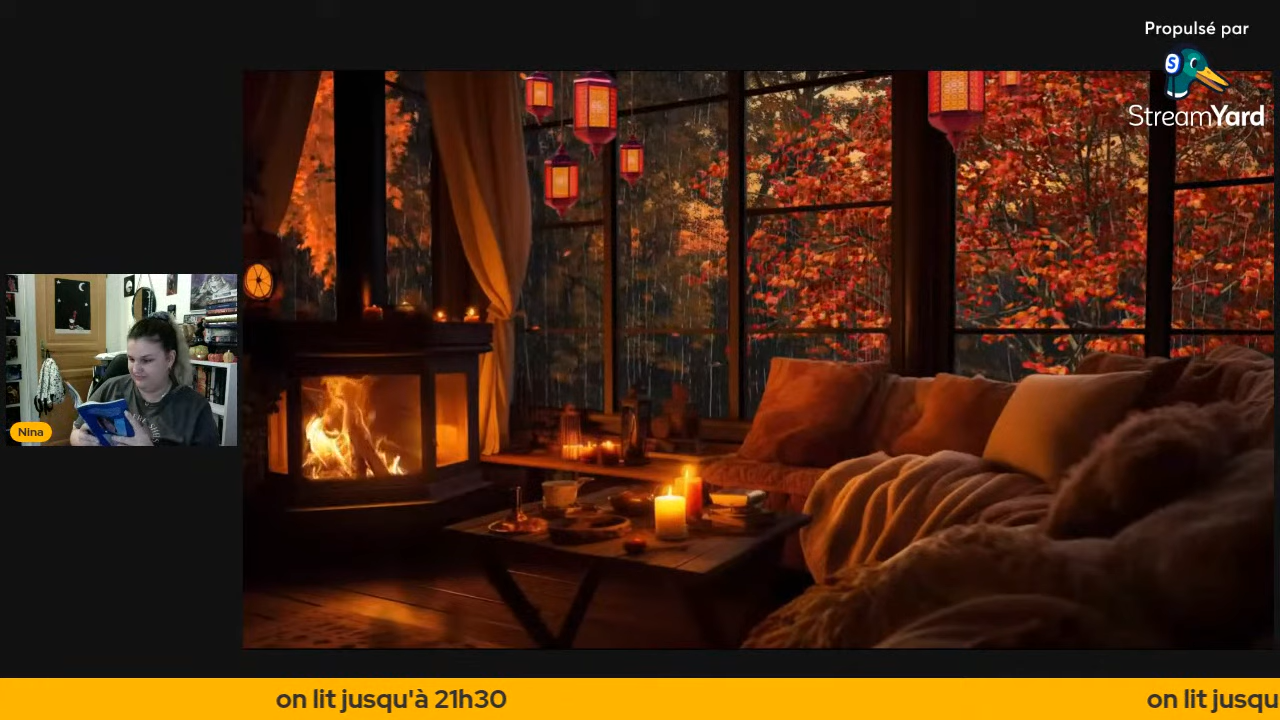 Propulsé par
S
StreamYard
Nina
on lit jusqu'à 21h30
on lit jusqu